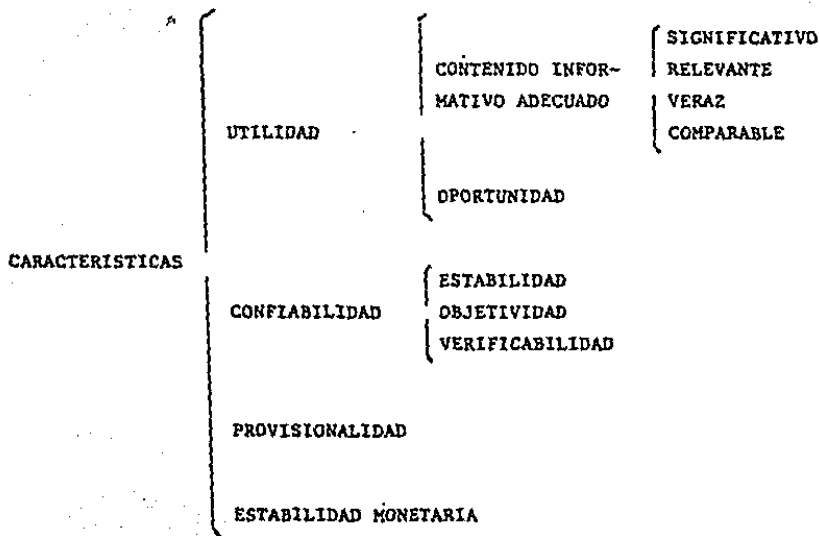 SIGNIFICATIVO
CONTENIDO INFOR- RELEVANTE
MATIVO ADECUADO VERAZ
UTILIDAD COMPARABLE
OPORTUNIDAD
CARACTERISTICAS
ESTABILIDAD
CONFIABILIDAD OBJETIVIDAD
VERIFICABILIDAD
PROVISIONALIDAD
ESTABILIDAD MONETARIA